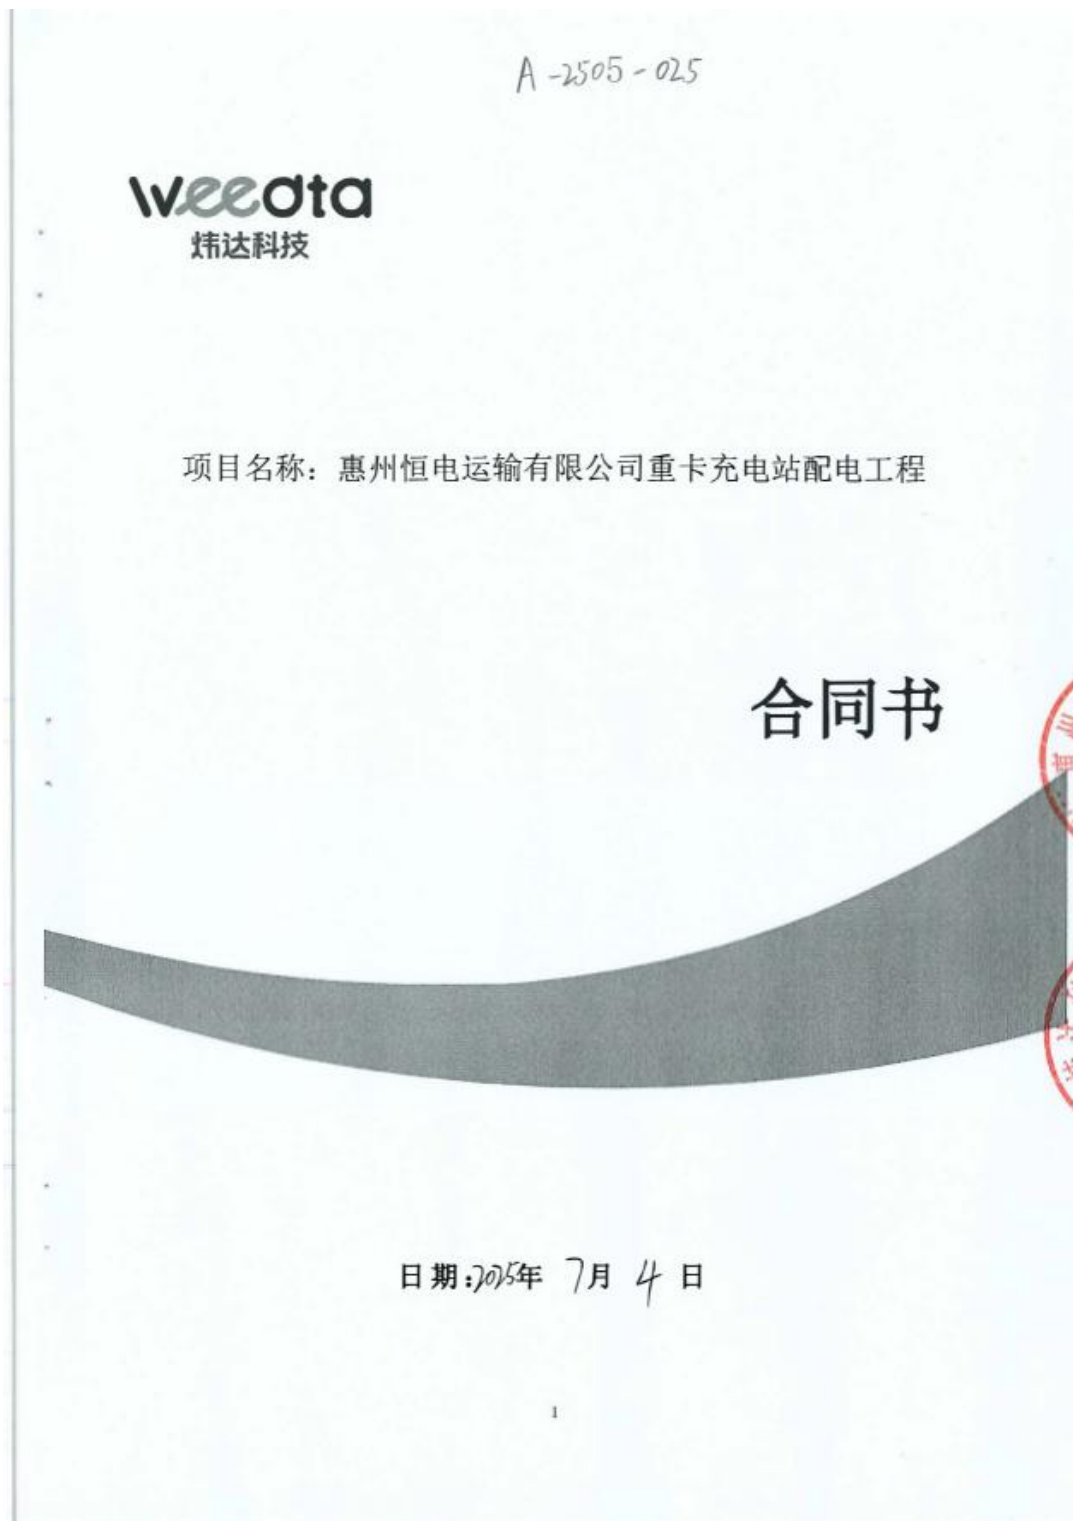 A-2505-025
weedta
炜达科技
项目名称：惠州恒电运输有限公司重卡充电站配电工程
合同书
日期:2025年 7月 4 日
1